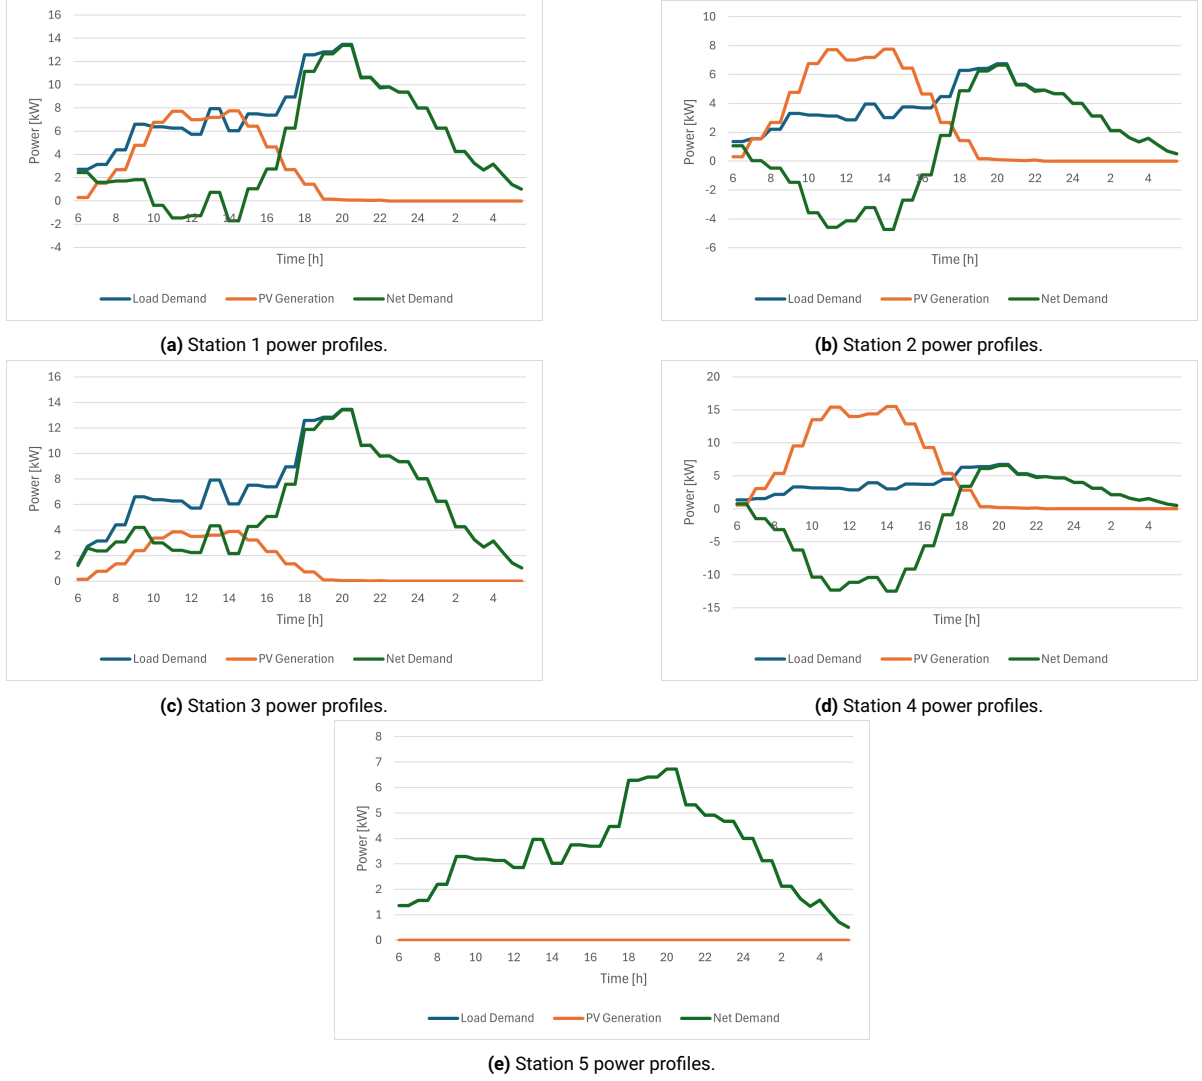 16
14
12
10
8
6
4
2
0
-2
-4
Power [kW]
6 8 10 12 14 16 18 20 22 24 2 4
Time [h]
Load Demand PV Generation Net Demand
(a) Station 1 power profiles.
10
8
6
4
2
0
-2
-4
-6
Power [kW]
6 8 10 12 14 16 18 20 22 24 2 4
Time [h]
Load Demand PV Generation Net Demand
(b) Station 2 power profiles.
16
14
12
10
8
6
4
2
0
Power [kW]
6 8 10 12 14 16 18 20 22 24 2 4
Time [h]
Load Demand PV Generation Net Demand
(c) Station 3 power profiles.
20
15
10
5
0
-5
-10
-15
Power [kW]
6 8 10 12 14 16 18 20 22 24 2 4
Time [h]
Load Demand PV Generation Net Demand
(d) Station 4 power profiles.
8
7
6
5
4
3
2
1
0
Power [kW]
6 8 10 12 14 16 18 20 22 24 2 4
Time [h]
Load Demand PV Generation Net Demand
(e) Station 5 power profiles.